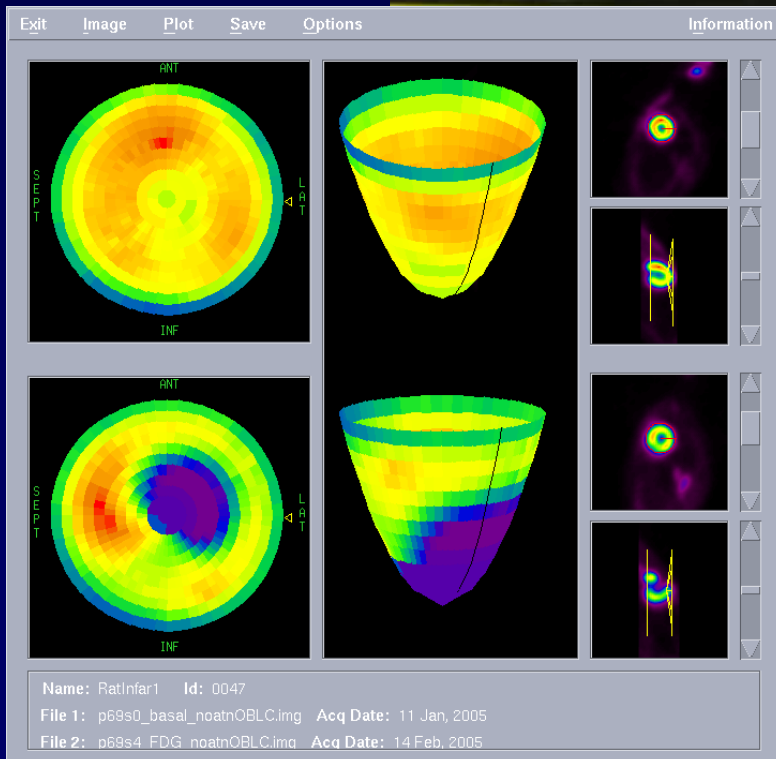 Exit Image Plot Save Options Information
ANT
SEPT
LAT
INF
ANT
SEPT
LAT
INF
Name: RatInfar1 Id: 0047
File 1: p69s0_basal_noatnOBLC.img Acq Date: 11 Jan, 2005
File 2: p69s4_FDG_noatnOBLC.img Acq Date: 14 Feb, 2005